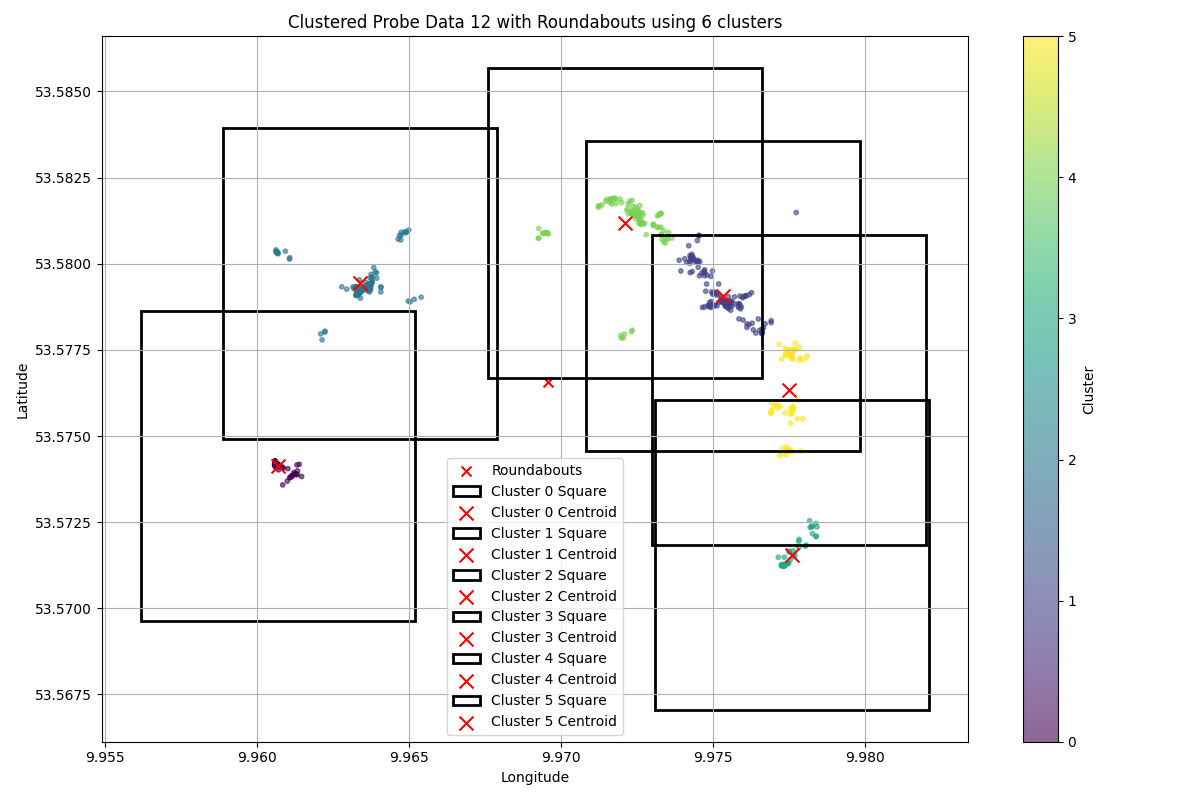 Clustered Probe Data 12 with Roundabouts using 6 clusters
Latitude
53.5850
53.5825
53.5800
53.5775
53.5750
53.5725
53.5700
53.5675
9.955
9.960
9.965
9.970
9.975
9.980
Longitude
Roundabouts
Cluster 0 Square
Cluster 0 Centroid
Cluster 1 Square
Cluster 1 Centroid
Cluster 2 Square
Cluster 2 Centroid
Cluster 3 Square
Cluster 3 Centroid
Cluster 4 Square
Cluster 4 Centroid
Cluster 5 Square
Cluster 5 Centroid
5
4
3
2
1
0
Cluster